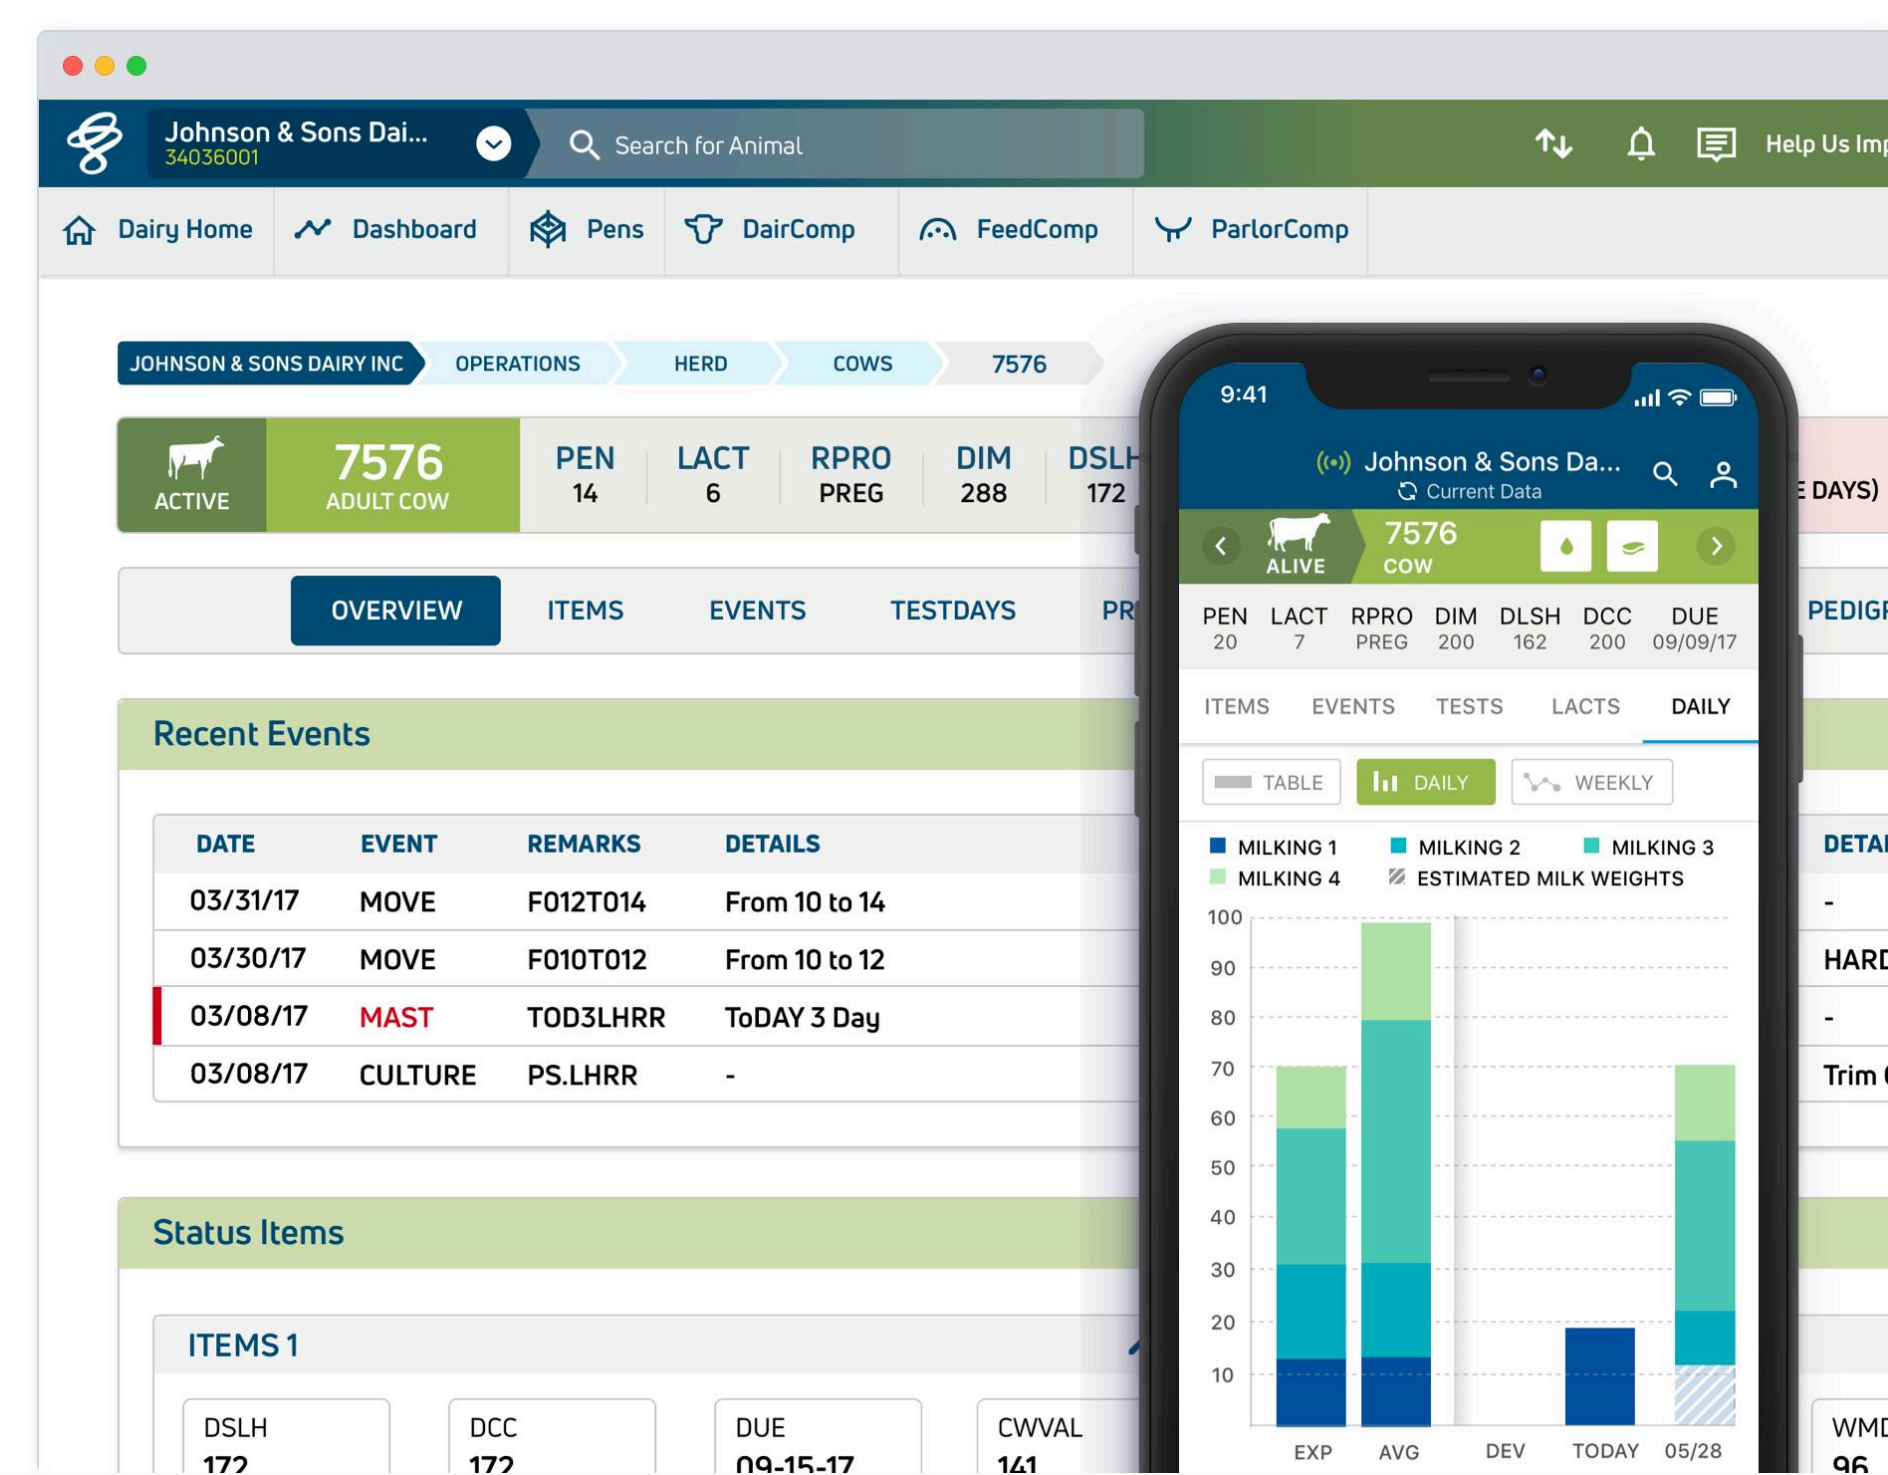 Johnson & Sons Dai...
34036001
Search for Animal
Help Us Imp
Dairy Home
Dashboard
Pens
DairComp
FeedComp
ParlorComp
JOHNSON & SONS DAIRY INC
OPERATIONS
HERD
COWS
7576
ACTIVE
7576
ADULT COW
PEN
14
LACT
6
RPRO
PREG
DIM
288
DSLH
172
E DAYS)
OVERVIEW
ITEMS
EVENTS
TESTDAYS
PR
PEDIGR
Recent Events
DATE EVENT REMARKS DETAILS
03/31/17 MOVE F012T014 From 10 to 14
03/30/17 MOVE F010T012 From 10 to 12
03/08/17 MAST TOD3LHRR ToDAY 3 Day
03/08/17 CULTURE PS.LHRR -
DETAI
-
HARD
-
Trim
Status Items
ITEMS 1
DSLH
172
DCC
172
DUE
09-15-17
CWVAL
141
WMD
96
9:41
Johnson & Sons Da...
Current Data
ALIVE
7576
COW
PEN LACT RPRO DIM DLSH DCC DUE
20 7 PREG 200 162 200 09/09/17
ITEMS EVENTS TESTS LACTS DAILY
TABLE DAILY WEEKLY
MILKING 1 MILKING 2 MILKING 3
MILKING 4 ESTIMATED MILK WEIGHTS
100
90
80
70
60
50
40
30
20
10
EXP AVG DEV TODAY 05/28